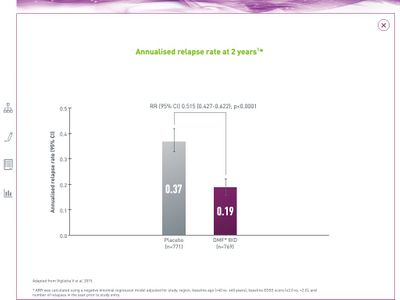 Annualised relapse rate at 2 years¹*
RR (95% CI) 0.515 (0.427-0.622); p<0.0001
Annualised relapse rate (95% CI)
0.5
0.4
0.3
0.2
0.1
0.0
0.37
0.19
Placebo
(n=771)
DMF* BID
(n=769)
Adapted from Viglietta V et al. 2015
* ARR was calculated using a negative binomial regression model adjusted for study, region, baseline age (<40 vs. ≥40 years), baseline EDSS score (≤2.0 vs. >2.0), and
number of relapses in the year prior to study entry.